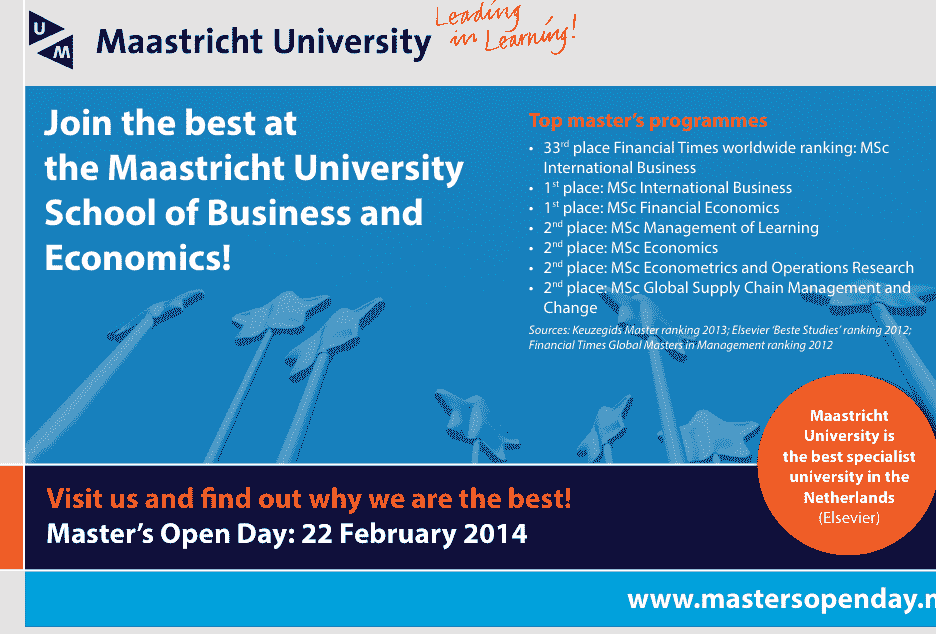 UM
Maastricht University
Leading
in Learning!
Join the best at
the Maastricht University
School of Business and
Economics!
Top master's programmes
• 33rd place Financial Times worldwide ranking: MSc
International Business
• 1st place: MSc International Business
• 1st place: MSc Financial Economics
• 2nd place: MSc Management of Learning
• 2nd place: MSc Economics
• 2nd place: MSc Econometrics and Operations Research
• 2nd place: MSc Global Supply Chain Management and
Change
Sources: Keuzegids Master ranking 2013; Elsevier 'Beste Studies' ranking 2012;
Financial Times Global Masters in Management ranking 2012
Maastricht
University is
the best specialist
university in the
Netherlands
(Elsevier)
Visit us and find out why we are the best!
Master's Open Day: 22 February 2014
www.mastersopenday.n